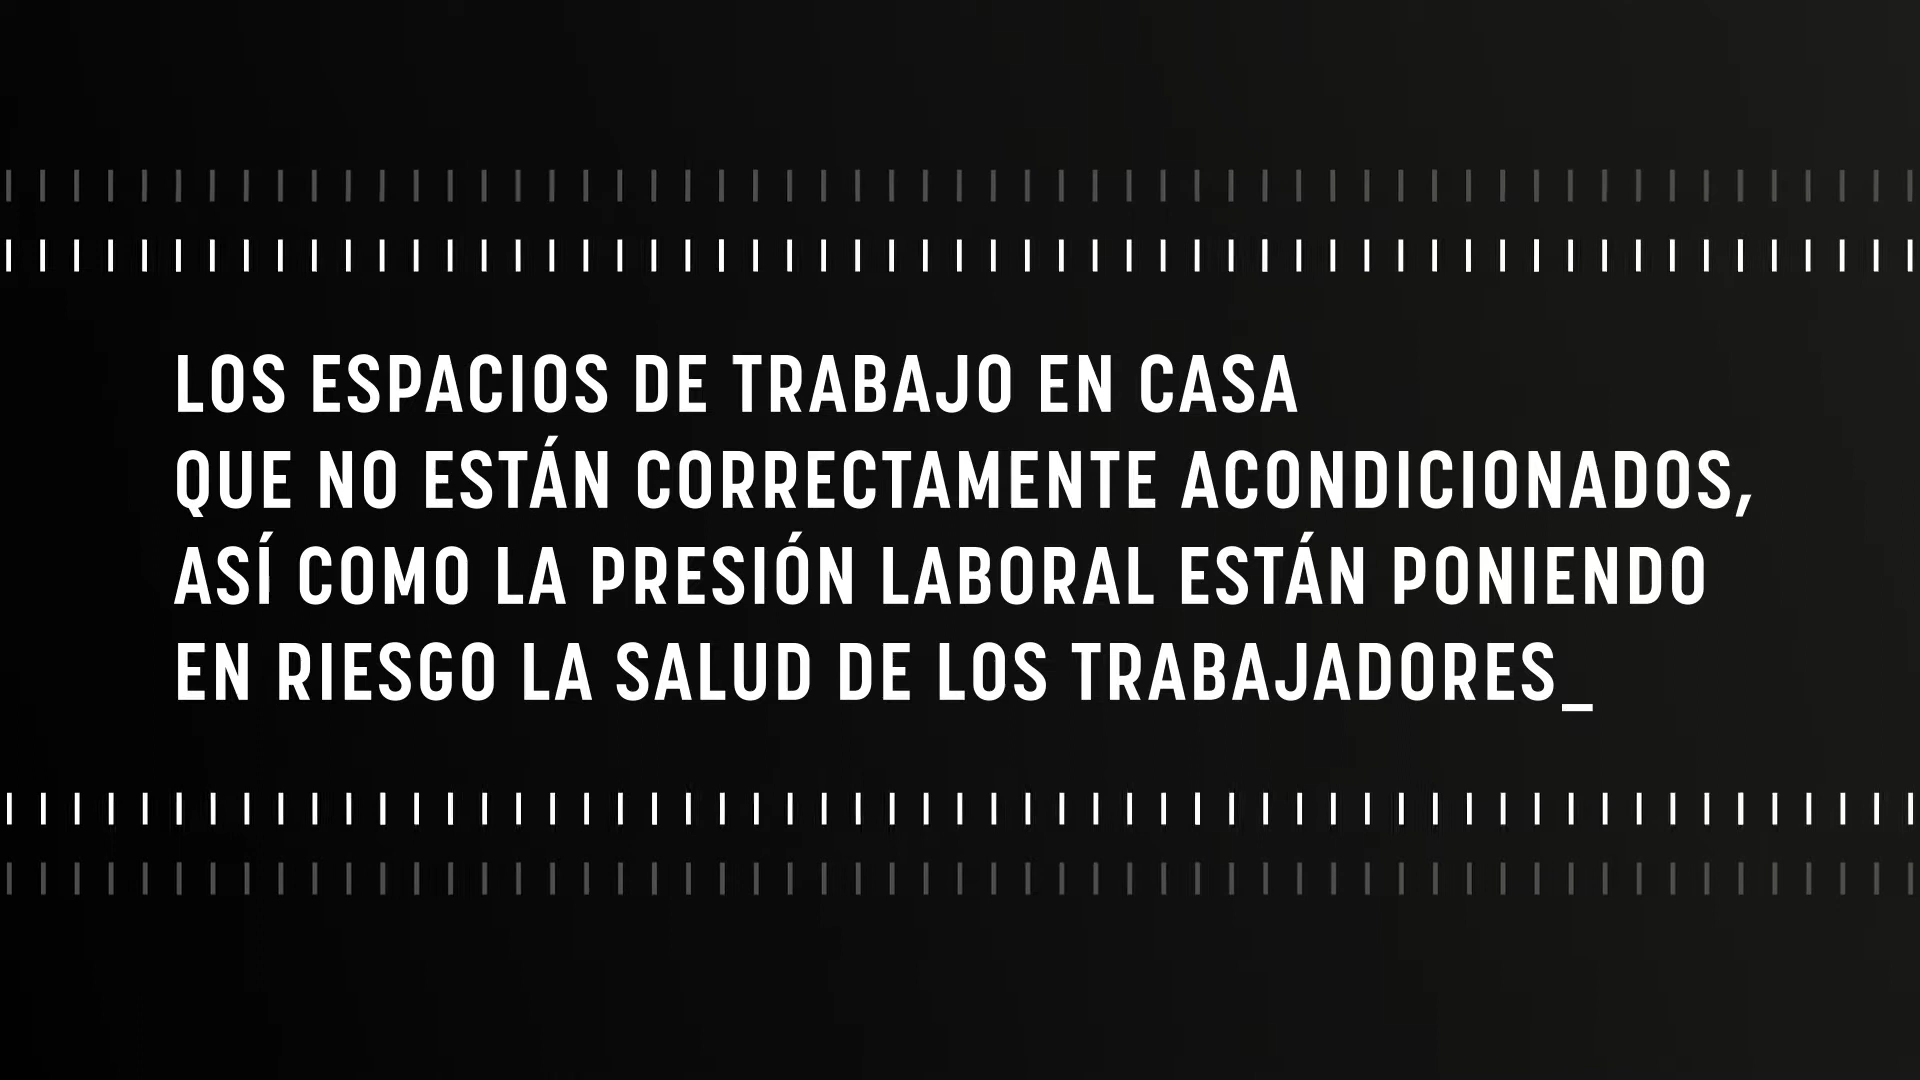 LOS ESPACIOS DE TRABAJO EN CASA
QUE NO ESTÁN CORRECTAMENTE ACONDICIONADOS,
ASÍ COMO LA PRESIÓN LABORAL ESTÁN PONIENDO
EN RIESGO LA SALUD DE LOS TRABAJADORES_